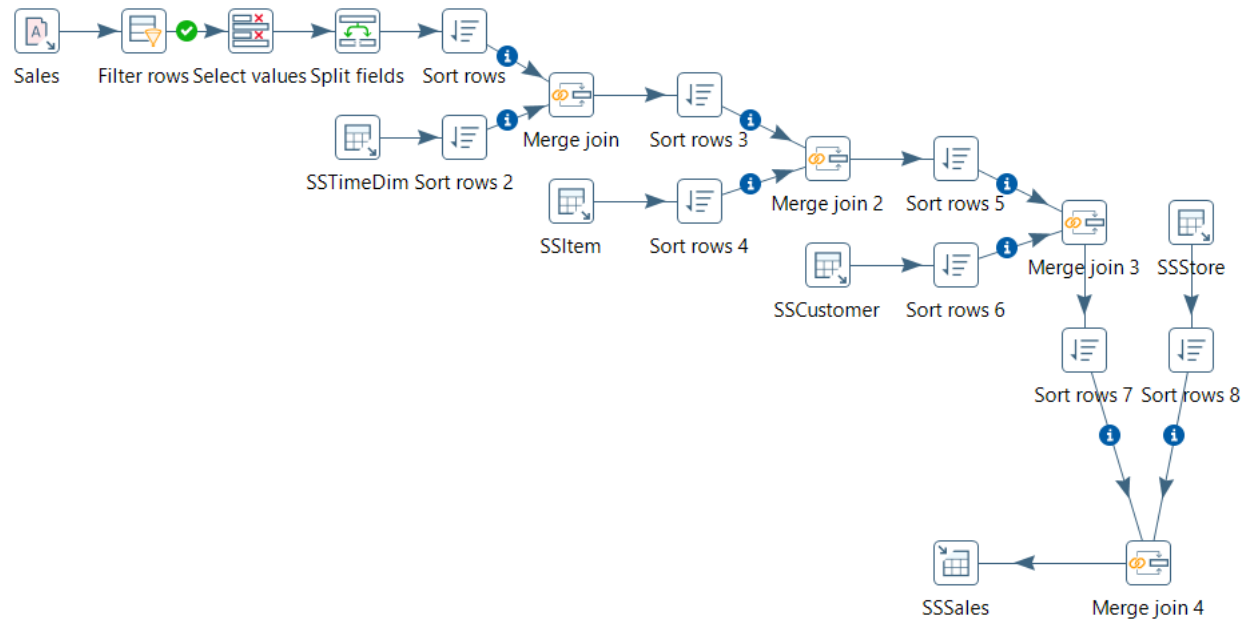 Sales
Filter rows
Select values
Split fields
Sort rows
Merge join
Sort rows 3
SSTimeDim
Sort rows 2
Merge join 2
Sort rows 5
SSItem
Sort rows 4
Merge join 3
SSStore
SSCustomer
Sort rows 6
Sort rows 7
Sort rows 8
SSSales
Merge join 4